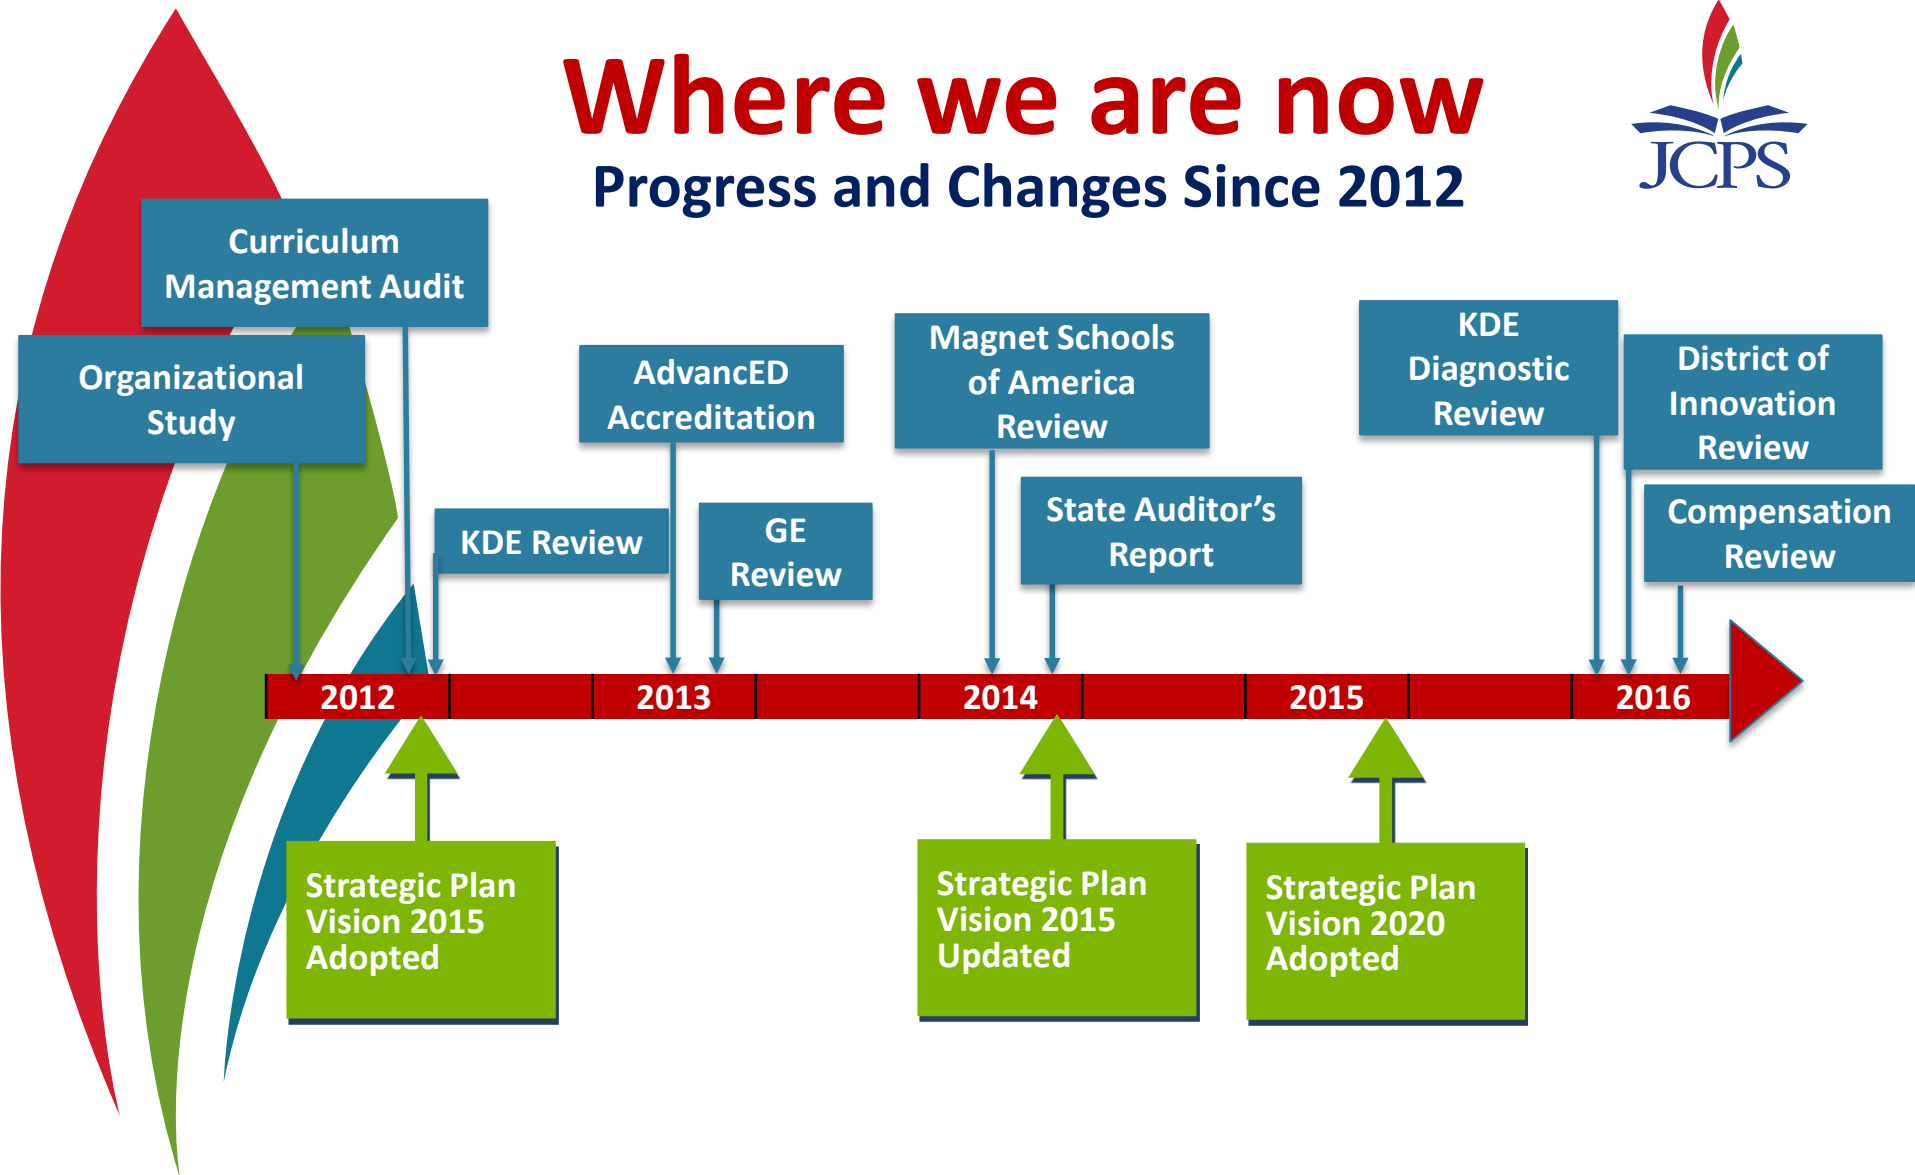 Where we are now
Progress and Changes Since 2012
JCPS
Curriculum
Management Audit
Organizational
Study
KDE Review
AdvancED
Accreditation
GE
Review
Magnet Schools
of America
Review
State Auditor’s
Report
KDE
Diagnostic
Review
District of
Innovation
Review
Compensation
Review
2012
2013
2014
2015
2016
Strategic Plan
Vision 2015
Adopted
Strategic Plan
Vision 2015
Updated
Strategic Plan
Vision 2020
Adopted